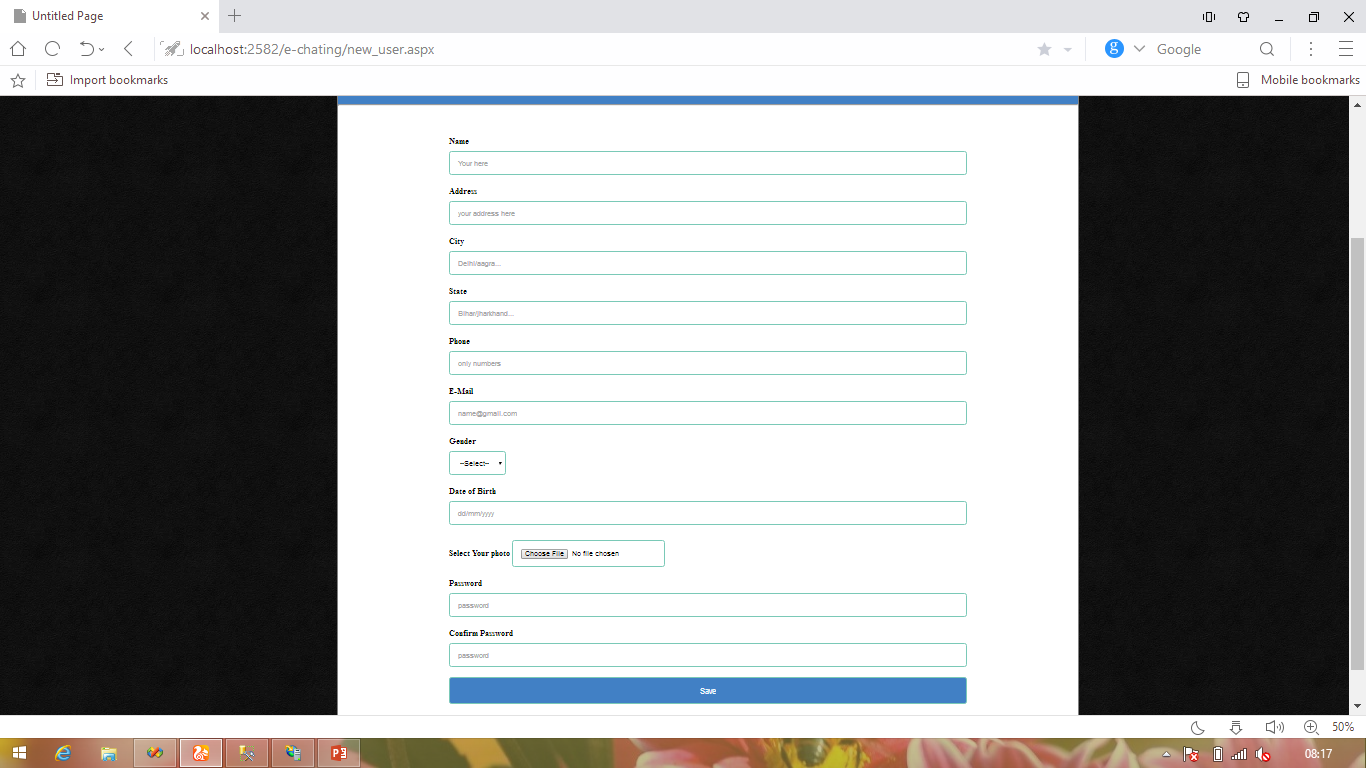 Untitled Page
localhost:2582/e-chating/new_user.aspx
g
Google
Import bookmarks
Mobile bookmarks
Name
Your here
Address
your address here
City
Delhi/aagra...
State
Bihar/jharkhand...
Phone
only numbers
E-Mail
name@gmail.com
Gender
--Select--
Date of Birth
dd/mm/yyyy
Select Your photo Choose File No file chosen
Password
password
Confirm Password
password
Save
50%
08:17